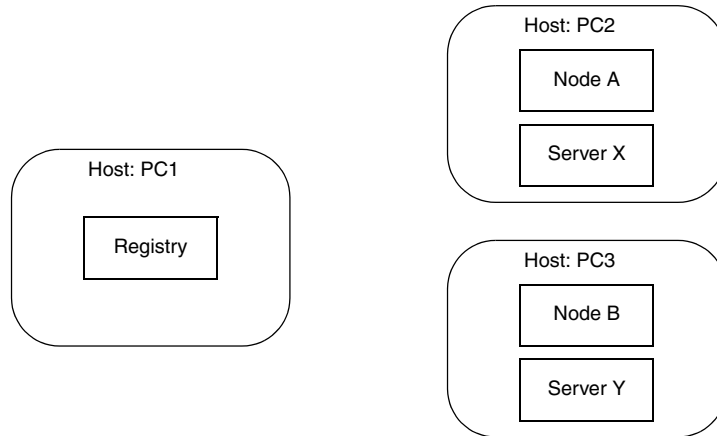 Host: PC2
Node A
Server X
Host: PC1
Registry
Host: PC3
Node B
Server Y